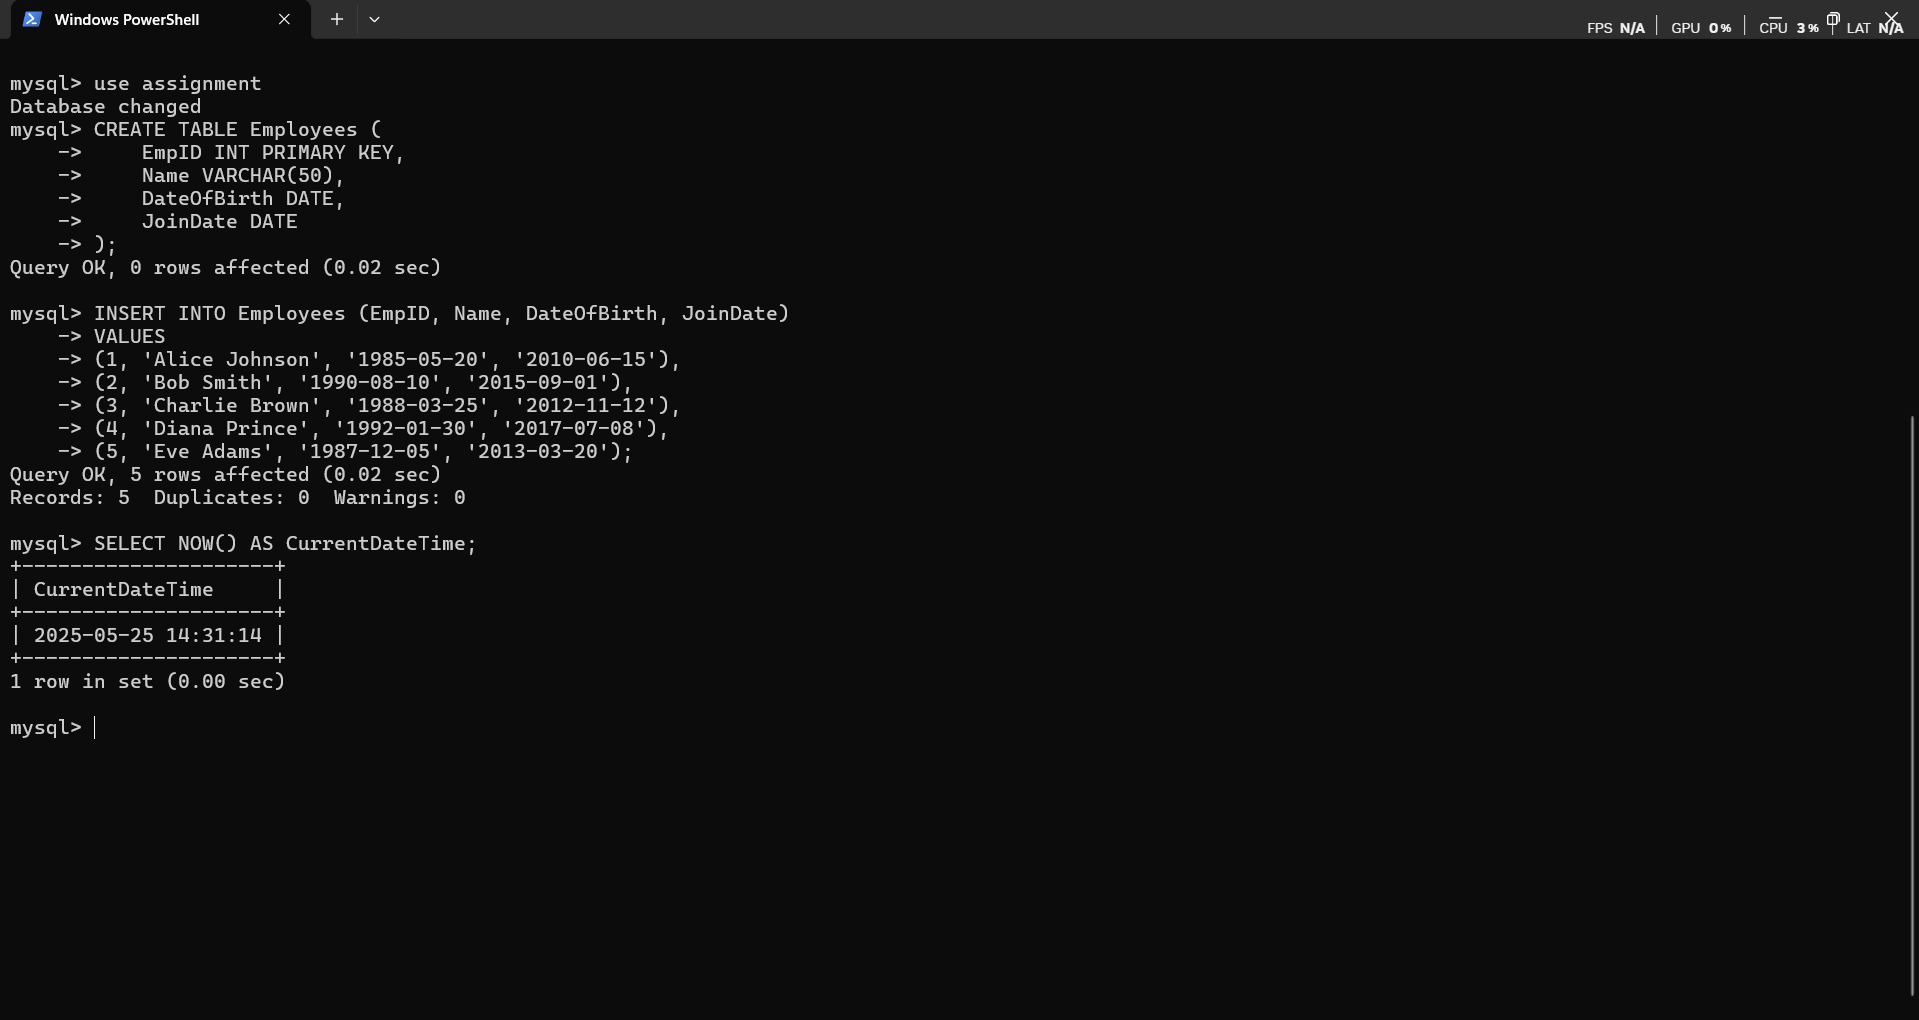 Windows PowerShell
FPS N/A | GPU 0% | CPU 3% | LAT N/A
mysql> use assignment
Database changed
mysql> CREATE TABLE Employees (
    ->     EmpID INT PRIMARY KEY,
    ->     Name VARCHAR(50),
    ->     DateOfBirth DATE,
    ->     JoinDate DATE
    -> );
Query OK, 0 rows affected (0.02 sec)

mysql> INSERT INTO Employees (EmpID, Name, DateOfBirth, JoinDate)
    -> VALUES
    -> (1, 'Alice Johnson', '1985-05-20', '2010-06-15'),
    -> (2, 'Bob Smith', '1990-08-10', '2015-09-01'),
    -> (3, 'Charlie Brown', '1988-03-25', '2012-11-12'),
    -> (4, 'Diana Prince', '1992-01-30', '2017-07-08'),
    -> (5, 'Eve Adams', '1987-12-05', '2013-03-20');
Query OK, 5 rows affected (0.02 sec)
Records: 5  Duplicates: 0  Warnings: 0

mysql> SELECT NOW() AS CurrentDateTime;
+---------------------+
| CurrentDateTime     |
+---------------------+
| 2025-05-25 14:31:14 |
+---------------------+
1 row in set (0.00 sec)

mysql>